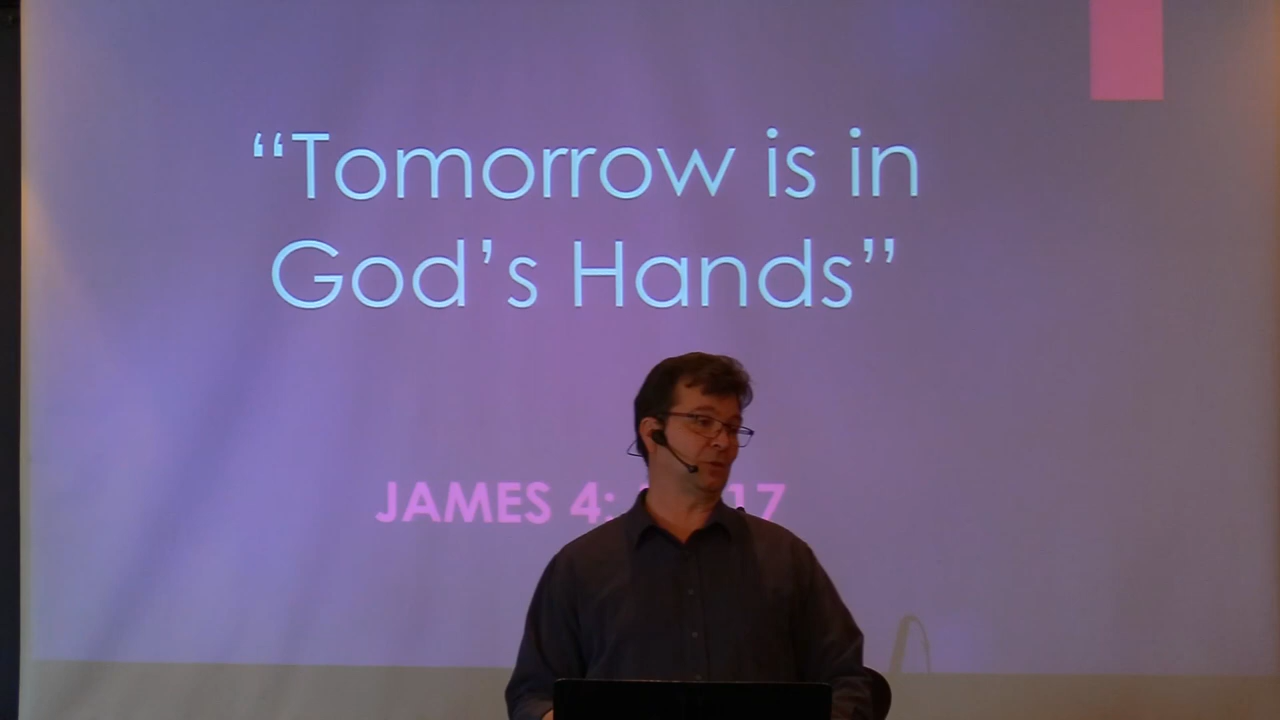 “Tomorrow is in
God’s Hands”
JAMES 4: 17